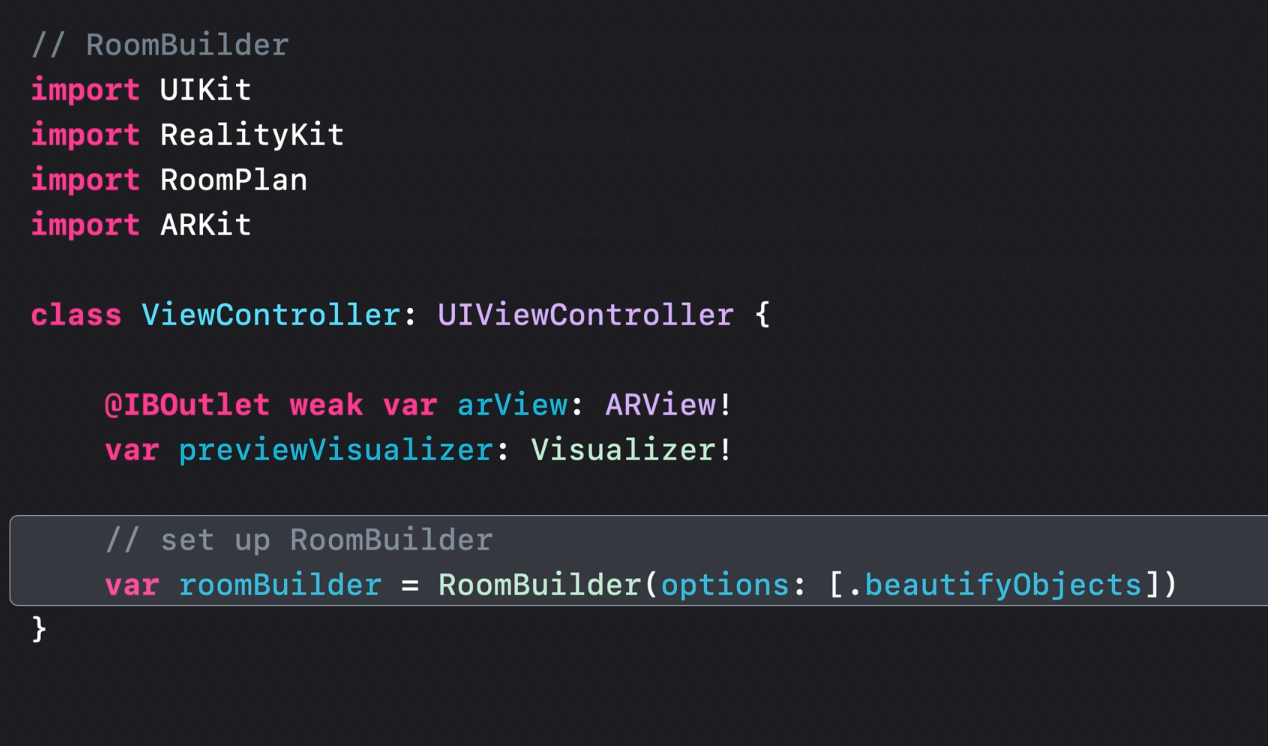 // RoomBuilder
import UIKit
import RealityKit
import RoomPlan
import ARKit
class ViewController: UIViewController {
@IBOutlet weak var arView: ARView!
var previewVisualizer: Visualizer!
// set up RoomBuilder
var roomBuilder = RoomBuilder(options: [.beautifyObjects])
}